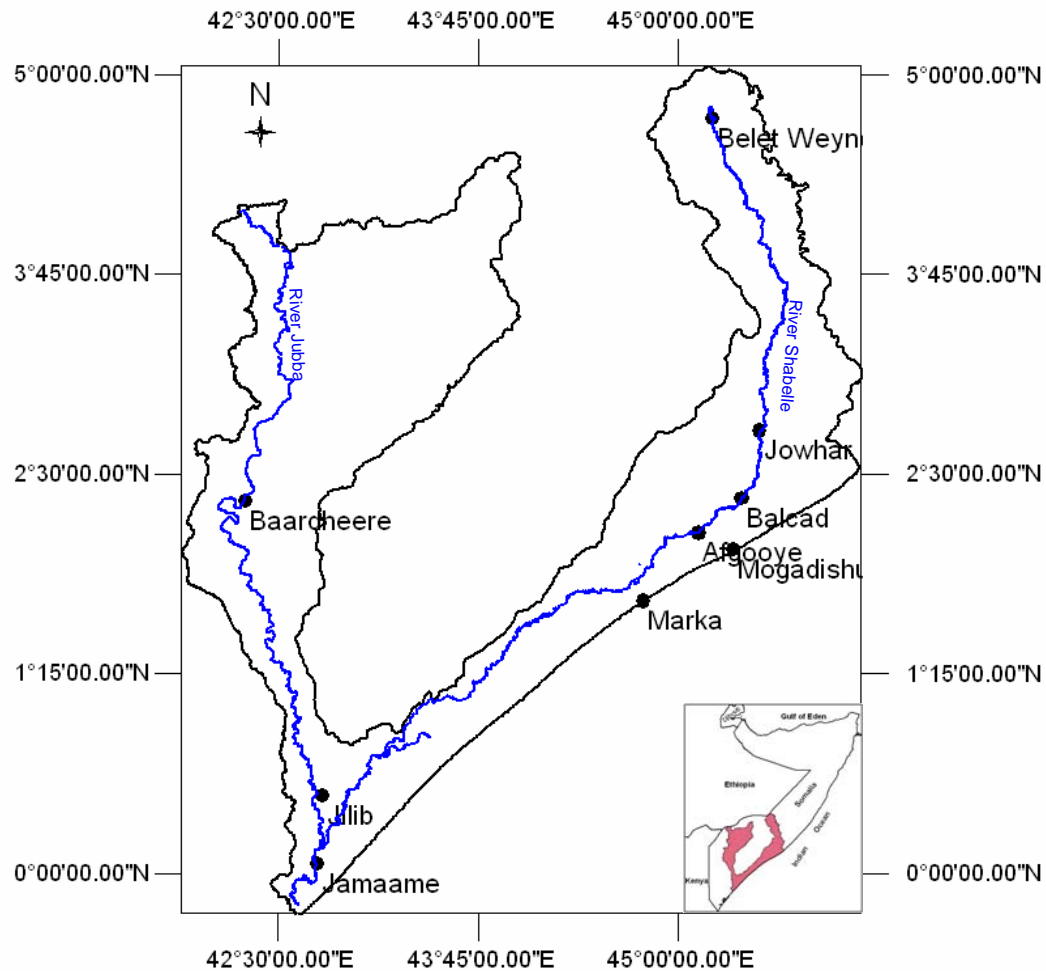 42°30'00.00"E 43°45'00.00"E 45°00'00.00"E
5°00'00.00"N 5°00'00.00"N
N
Belet Weyn
3°45'00.00"N 3°45'00.00"N
River Jubba
River Shabelle
Jowhar
2°30'00.00"N 2°30'00.00"N
Baardheere
Balcad
Afgooye
Mogadishu
Marka
1°15'00.00"N 1°15'00.00"N
Gulf of Eden
Ethiopia
Somalia
Jilib
Ocean
Indian
Kenya
0°00'00.00"N 0°00'00.00"N
Jamaame
42°30'00.00"E 43°45'00.00"E 45°00'00.00"E